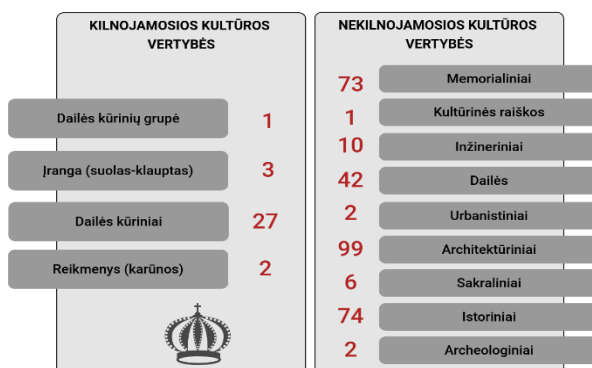 KILNOJAMOSIOS KULTŪROS
VERTYBĖS
Dailės kūrinių grupė 1
Įranga (suolas-klauptas) 3
Dailės kūriniai 27
Reikmenys (karūnos) 2
NEKILNOJAMOSIOS KULTŪROS
VERTYBĖS
73 Memorialiniai
1 Kultūrinės raiškos
10 Inžineriniai
42 Dailės
2 Urbanistiniai
99 Architektūriniai
6 Sakraliniai
74 Istoriniai
2 Archeologiniai